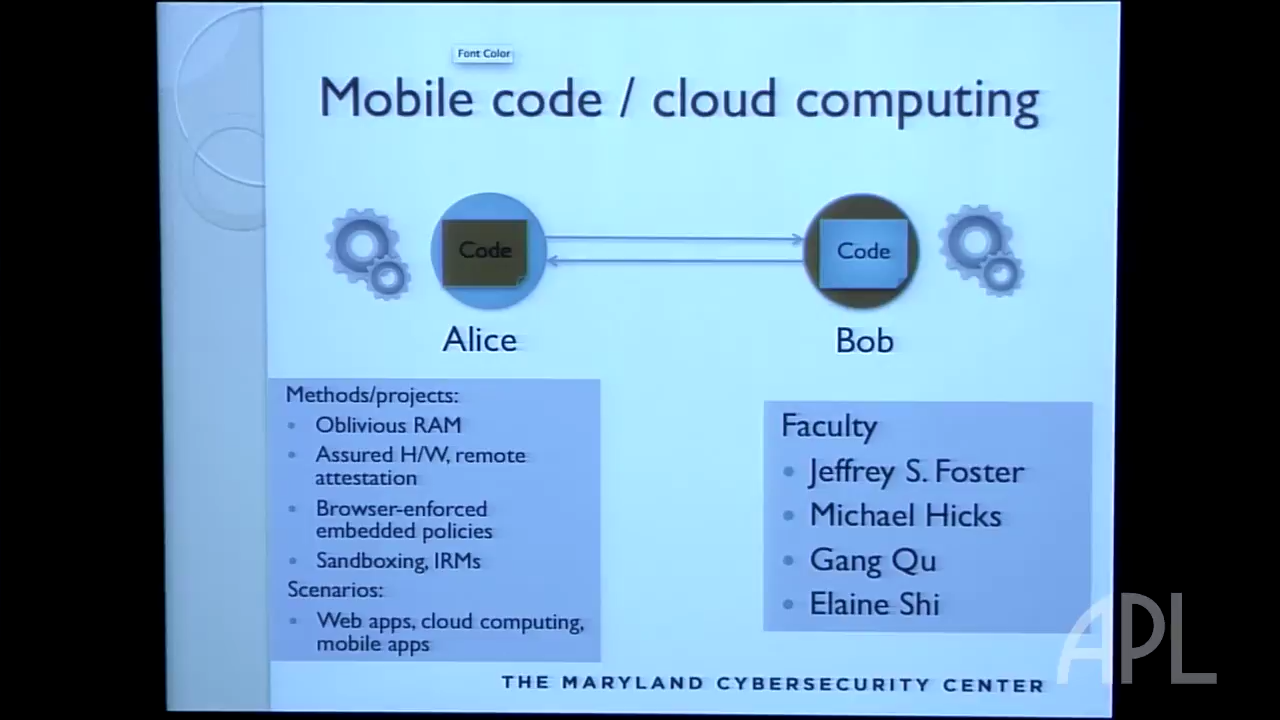 Font Color
Mobile code / cloud computing
Code
Code
Alice
Bob
Methods/projects:
• Oblivious RAM
• Assured H/W, remote
attestation
• Browser-enforced
embedded policies
• Sandboxing, IRMs
Scenarios:
• Web apps, cloud computing,
mobile apps
Faculty
• Jeffrey S. Foster
• Michael Hicks
• Gang Qu
• Elaine Shi
THE MARYLAND CYBERSECURITY CENTER
APL